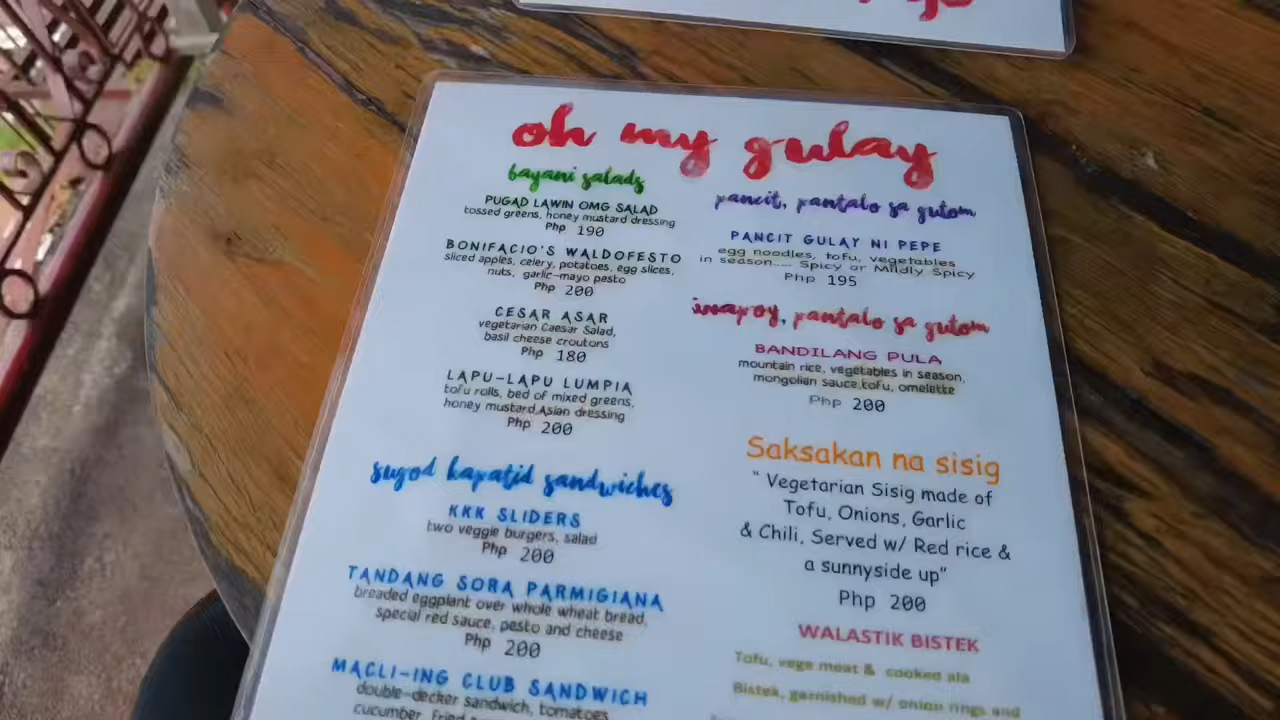 oh my gulay
bayani salads
PUGAD LAWIN OMG SALAD
tossed greens, honey mustard dressing
Php 190
BONIFACIO'S WALDOFESTO
sliced apples, celery, potatoes, egg slices,
nuts, garlic-mayo pesto
Php 200
CESAR ASAR
vegetarian Caesar Salad,
basil cheese croutons
Php 180
LAPU-LAPU LUMPIA
tofu rolls, bed of mixed greens,
honey mustard,Asian dressing
Php 200
sugod kapatid sandwiches
KKK SLIDERS
two veggie burgers, salad
Php 200
TANDANG SORA PARMIGIANA
breaded eggplant over whole wheat bread,
special red sauce, pesto and cheese
Php 200
MACLI-ING CLUB SANDWICH
double-decker sandwich, tomatoes
cucumber, fried
pancit, pantalo sa gutom
PANCIT GULAY NI PEPE
egg noodles, tofu, vegetables
in season..... Spicy or Mildly Spicy
Php 195
inapoy, pantalo sa gutom
BANDILANG PULA
mountain rice, vegetables in season,
mongolian sauce,tofu, omelette
Php 200
Saksakan na sisig
" Vegetarian Sisig made of
Tofu, Onions, Garlic
& Chili, Served w/ Red rice &
a sunnyside up"
Php 200
WALASTIK BISTEK
Tofu, vege meat & cooked ala
Bistek, garnished w/ onion rings and